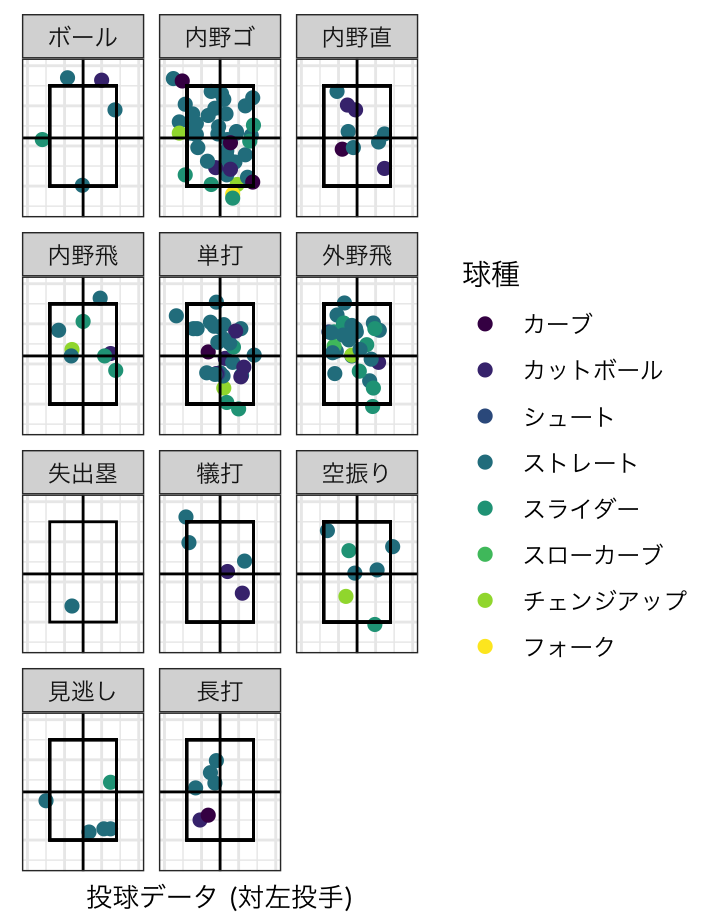 ボール
内野ゴ
内野直
内野飛
単打
外野飛
失出塁
犠打
空振り
見逃し
長打
球種
カーブ
カットボール
シュート
ストレート
スライダー
スローカーブ
チェンジアップ
フォーク
投球データ (対左投手)